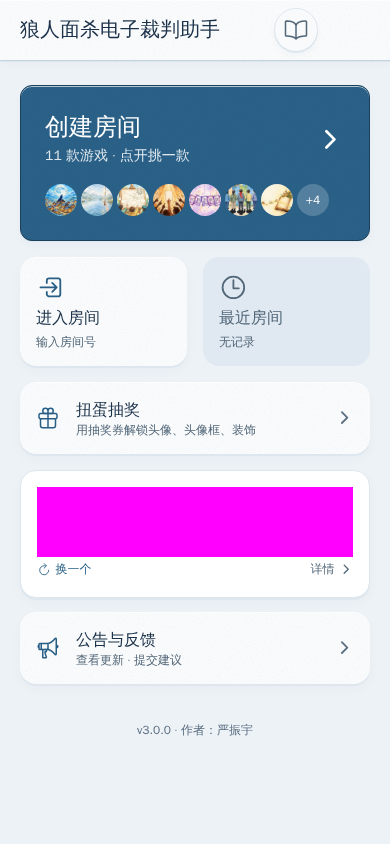 狼人面杀电子裁判助手
创建房间
11 款游戏 · 点开挑一款
+4
进入房间
输入房间号
最近房间
无记录
扭蛋抽奖
用抽奖券解锁头像、头像框、装饰
换一个
详情
公告与反馈
查看更新 · 提交建议
v3.0.0 · 作者：严振宇